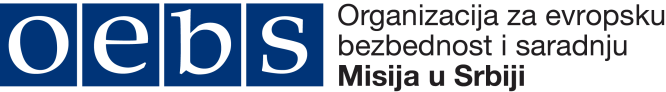 oebs
Organizacija za evropsku
bezbednost i saradnju
Misija u Srbiji